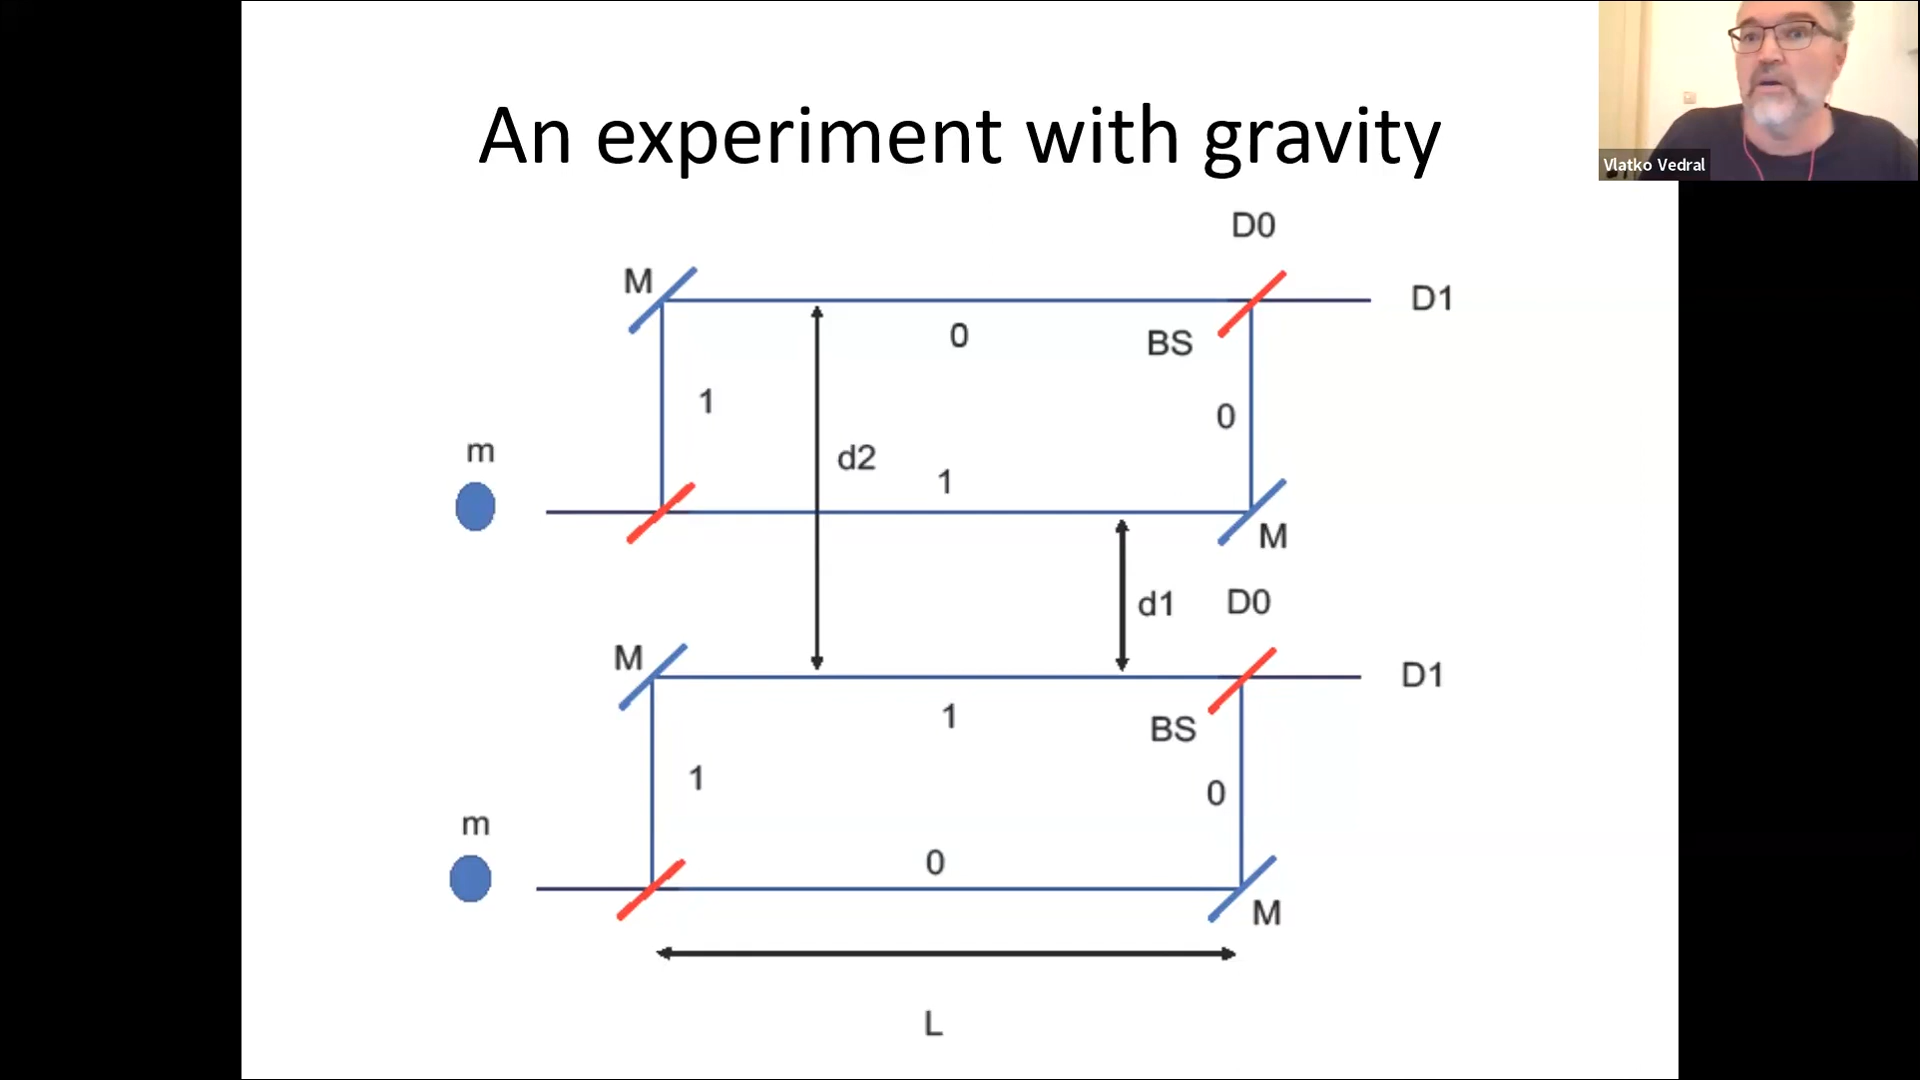 An experiment with gravity
Vlatko Vedral
D0
M
D1
0
BS
1
0
m
d2
1
M
d1
D0
M
D1
1
BS
1
0
m
0
M
L